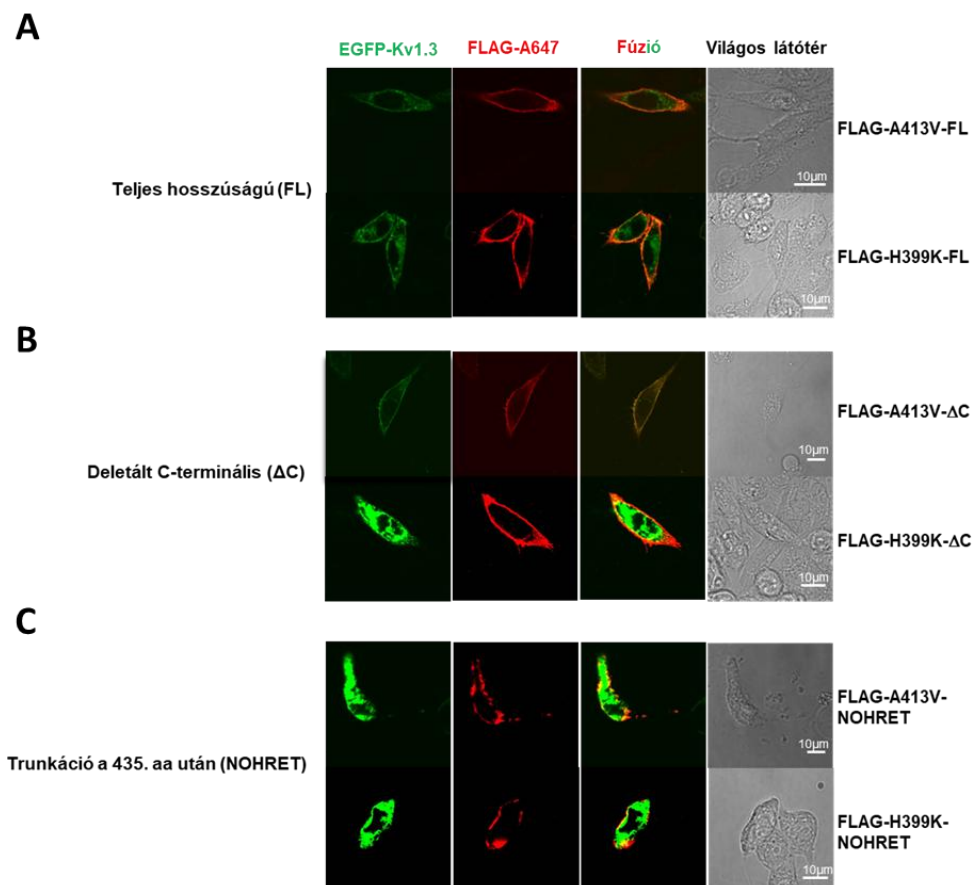 A
EGFP-Kv1.3 FLAG-A647 Fúzió Világos látótér
FLAG-A413V-FL
10µm
Teljes hosszúságú (FL)
FLAG-H399K-FL
10µm
B
FLAG-A413V-ΔC
10µm
Deletált C-terminális (ΔC)
FLAG-H399K-ΔC
10µm
C
FLAG-A413V-
NOHRET
10µm
Trunkáció a 435. aa után (NOHRET)
FLAG-H399K-
NOHRET
10µm